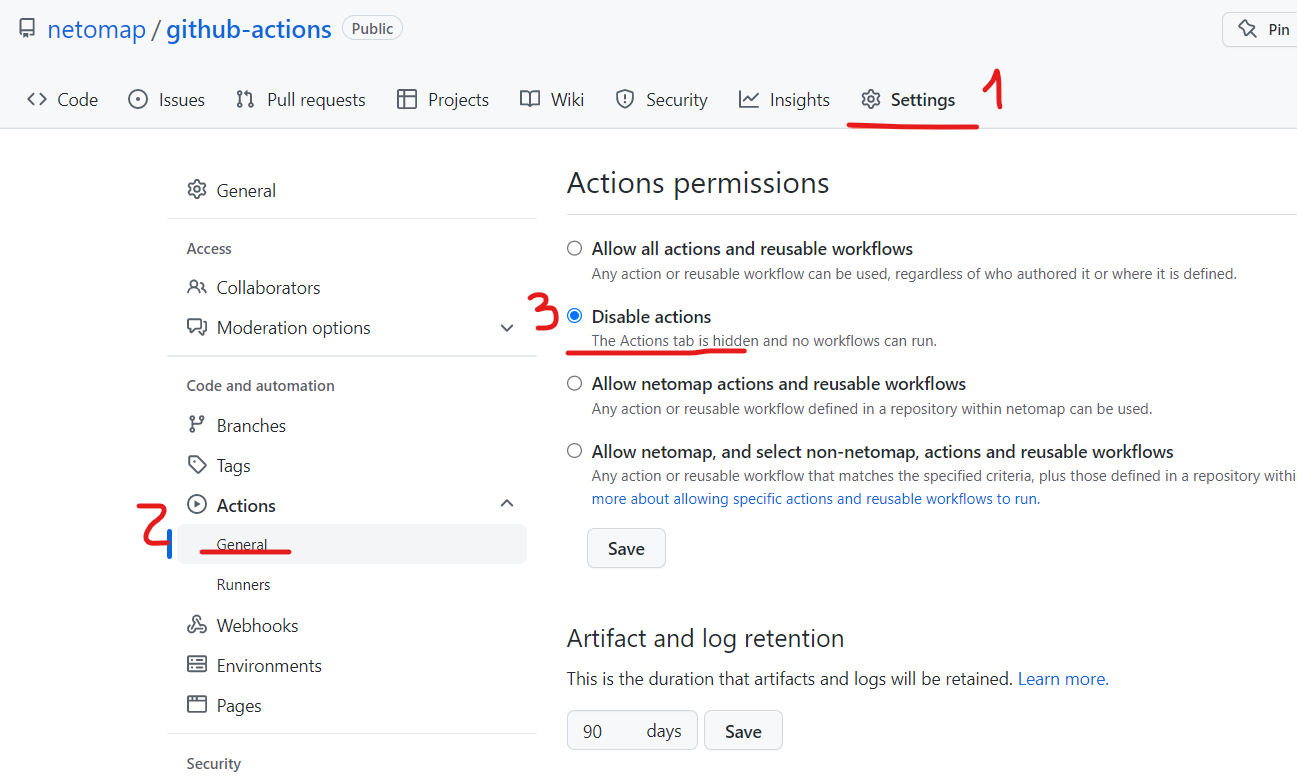 netomap / github-actions Public
Pin
Code Issues Pull requests Projects Wiki Security Insights Settings 1
General
Access
Collaborators
Moderation options
Code and automation
Branches
Tags
Actions
2
General
Runners
Webhooks
Environments
Pages
Security
Actions permissions
Allow all actions and reusable workflows
Any action or reusable workflow can be used, regardless of who authored it or where it is defined.
3
Disable actions
The Actions tab is hidden and no workflows can run.
Allow netomap actions and reusable workflows
Any action or reusable workflow defined in a repository within netomap can be used.
Allow netomap, and select non-netomap, actions and reusable workflows
Any action or reusable workflow that matches the specified criteria, plus those defined in a repository withi
more about allowing specific actions and reusable workflows to run.
Save
Artifact and log retention
This is the duration that artifacts and logs will be retained. Learn more.
90 days Save